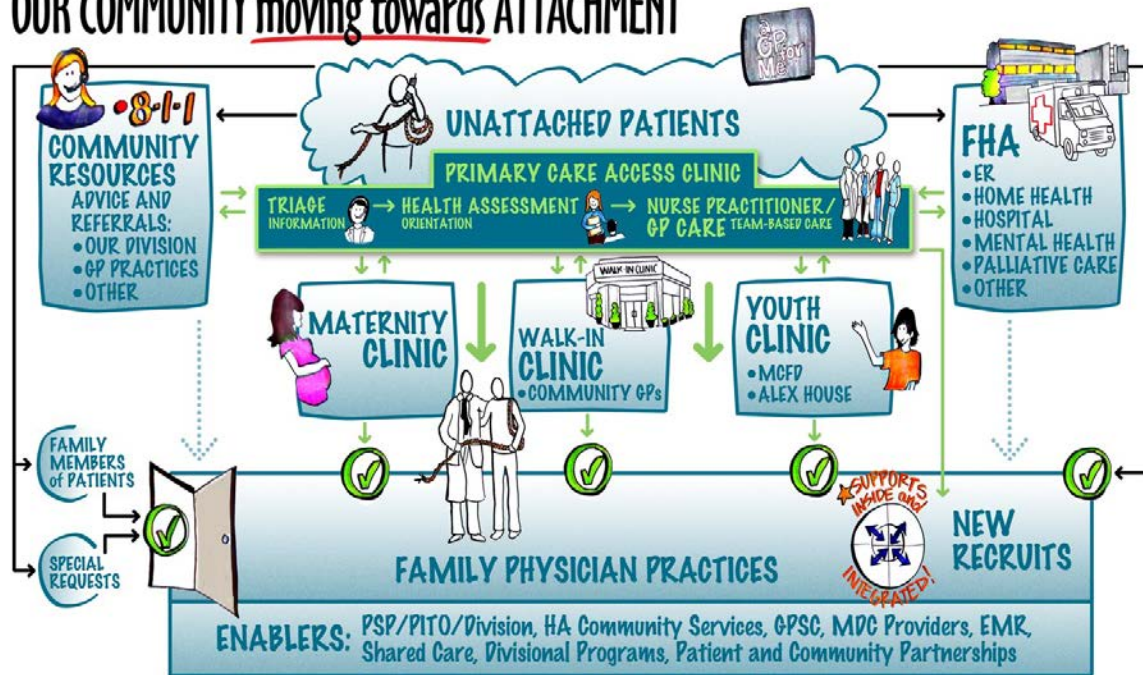 OUR COMMUNITY moving towards ATTACHMENT
a
GP
for
Me
•8-1-1
COMMUNITY
RESOURCES
ADVICE AND
REFERRALS:
• OUR DIVISION
• GP PRACTICES
• OTHER
UNATTACHED PATIENTS
PRIMARY CARE ACCESS CLINIC
TRIAGE
INFORMATION
HEALTH ASSESSMENT
ORIENTATION
NURSE PRACTITIONER/
GP CARE TEAM-BASED CARE
FHA
• ER
• HOME HEALTH
• HOSPITAL
• MENTAL HEALTH
• PALLIATIVE CARE
• OTHER
MATERNITY
CLINIC
WALK-IN CLINIC
WALK-IN
CLINIC
• COMMUNITY GPs
YOUTH
CLINIC
• MCFD
• ALEX HOUSE
FAMILY
MEMBERS
of PATIENTS
SPECIAL
REQUESTS
FAMILY PHYSICIAN PRACTICES
SUPPORTS
INSIDE and
INTEGRATED!
NEW
RECRUITS
ENABLERS: PSP/PITO/Division, HA Community Services, GPSC, MDC Providers, EMR,
Shared Care, Divisional Programs, Patient and Community Partnerships